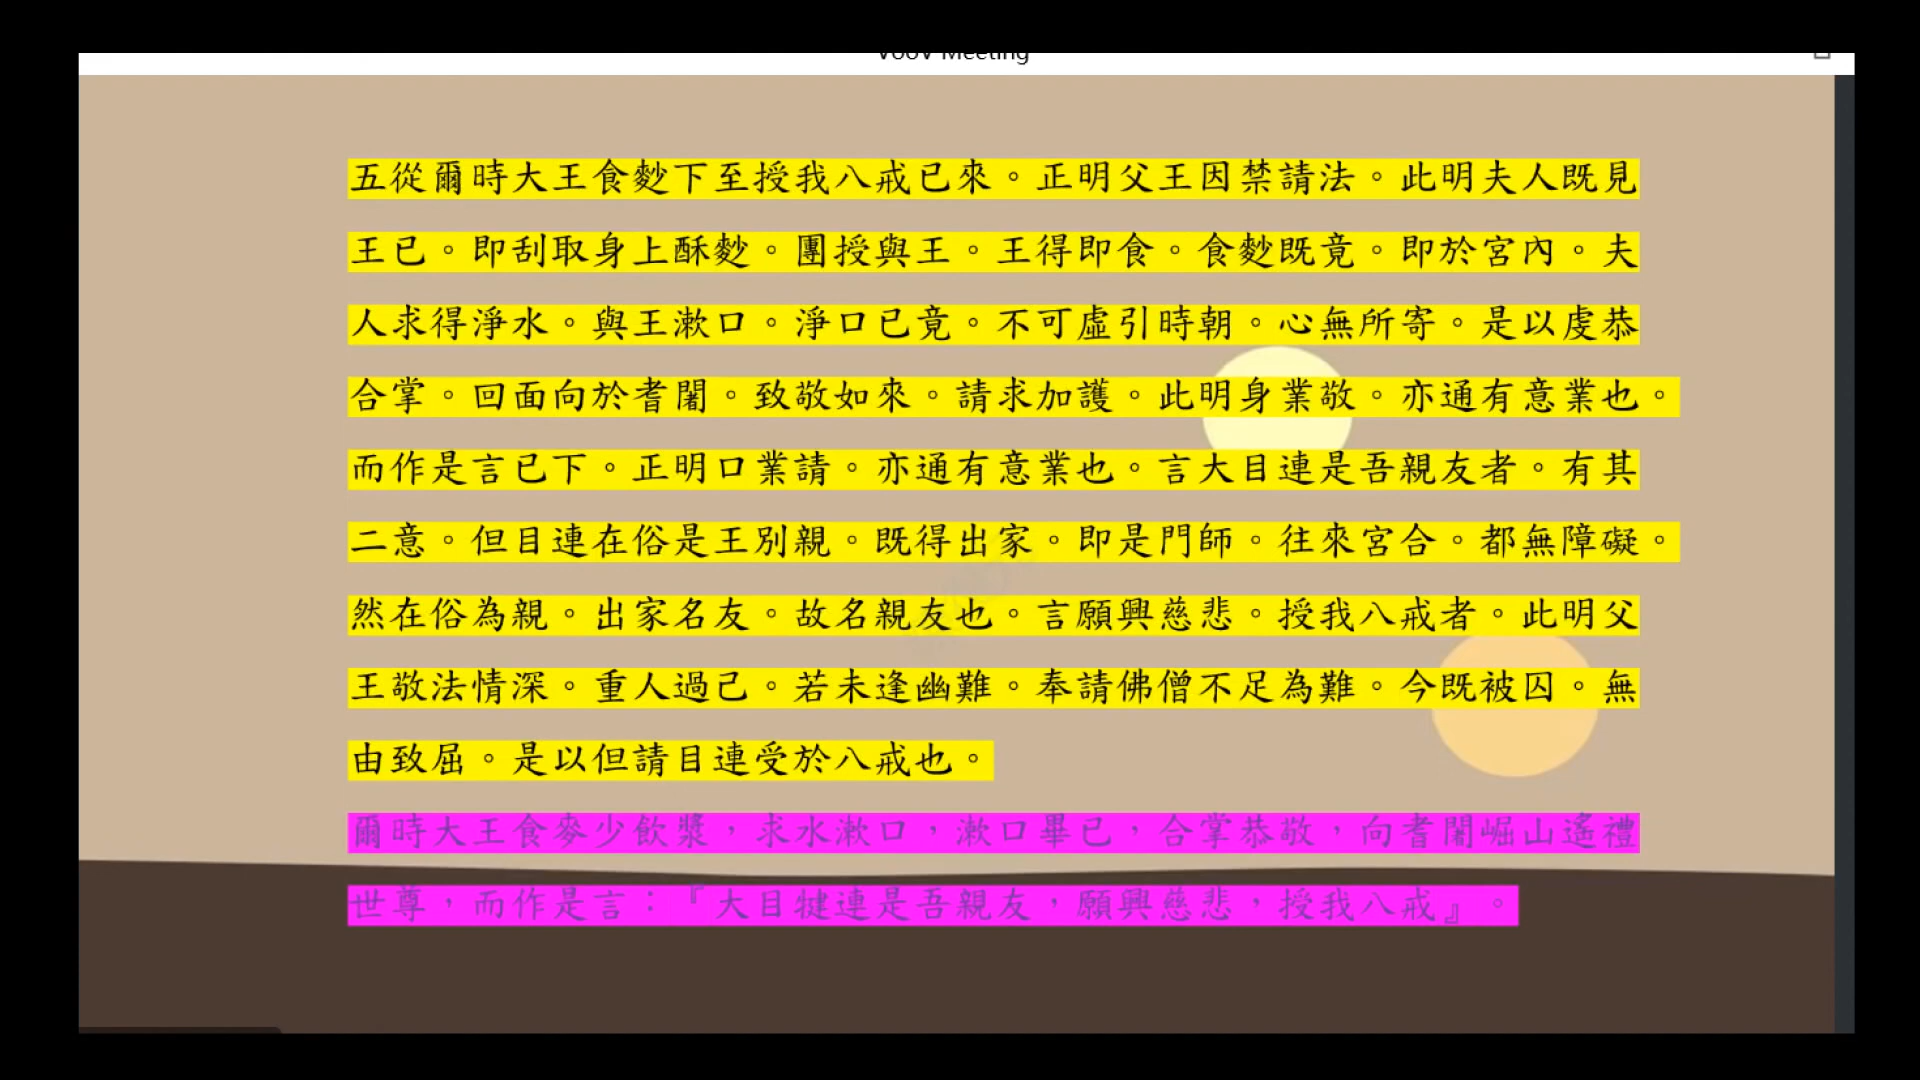 VooV Meeting
五從爾時大王食麨下至授我八戒已來。正明父王因禁請法。此明夫人既見
王已。即刮取身上酥麨。團授與王。王得即食。食麨既竟。即於宮內。夫
人求得淨水。與王漱口。淨口已竟。不可虛引時朝。心無所寄。是以虔恭
合掌。回面向於耆闍。致敬如來。請求加護。此明身業敬。亦通有意業也。
而作是言已下。正明口業請。亦通有意業也。言大目連是吾親友者。有其
二意。但目連在俗是王別親。既得出家。即是門師。往來宮合。都無障礙。
然在俗為親。出家名友。故名親友也。言願興慈悲。授我八戒者。此明父
王敬法情深。重人過己。若未逢幽難。奉請佛僧不足為難。今既被囚。無
由致屈。是以但請目連受於八戒也。
爾時大王食麥少飲漿，求水漱口，漱口畢已，合掌恭敬，向耆闍崛山遙禮
世尊，而作是言：『大目犍連是吾親友，願興慈悲，授我八戒』。